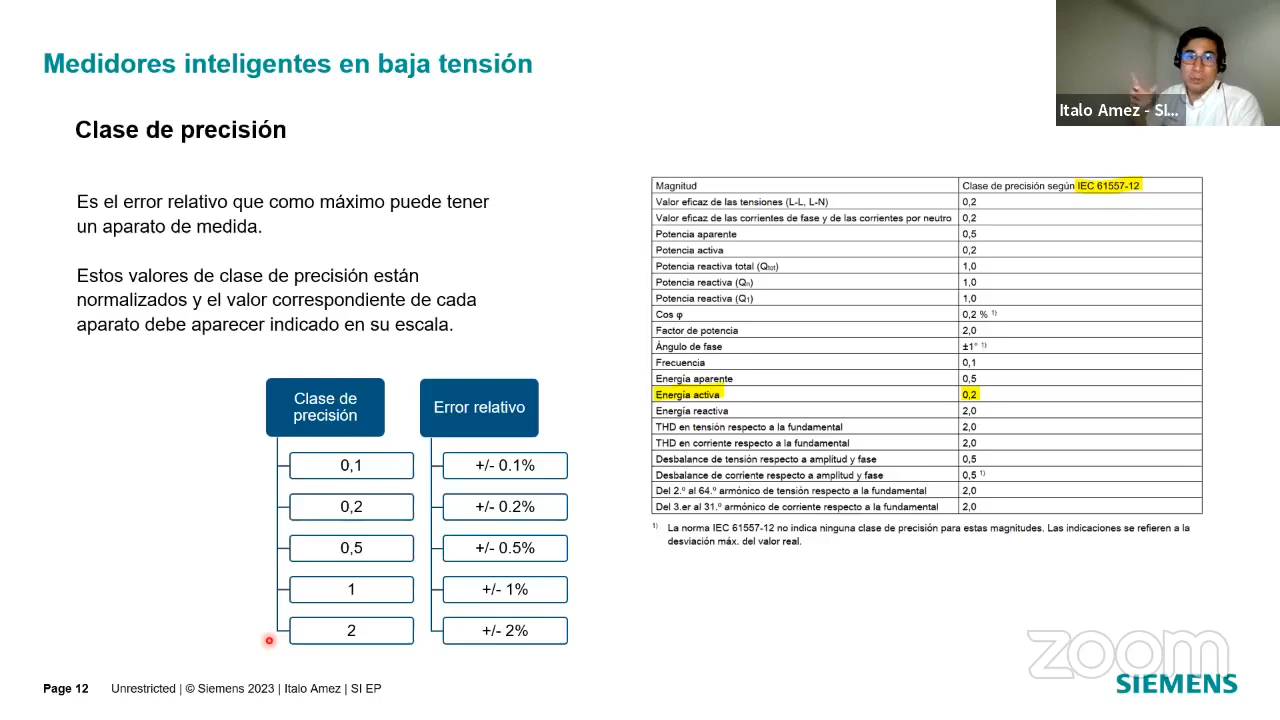 Medidores inteligentes en baja tensión
Italo Amez - SI...
Clase de precisión
Es el error relativo que como máximo puede tener
un aparato de medida.
Estos valores de clase de precisión están
normalizados y el valor correspondiente de cada
aparato debe aparecer indicado en su escala.
Clase de
precisión
Error relativo
0,1 +/- 0.1%
0,2 +/- 0.2%
0,5 +/- 0.5%
1 +/- 1%
2 +/- 2%
Magnitud Clase de precisión según IEC 61557-12
Valor eficaz de las tensiones (L-L, L-N) 0,2
Valor eficaz de las corrientes de fase y de las corrientes por neutro 0,2
Potencia aparente 0,5
Potencia activa 0,2
Potencia reactiva total (Qtot) 1,0
Potencia reactiva (Qn) 1,0
Potencia reactiva (Q1) 1,0
Cos φ 0,2 % 1)
Factor de potencia 2,0
Ángulo de fase ±1° 1)
Frecuencia 0,1
Energía aparente 0,5
Energía activa 0,2
Energía reactiva 2,0
THD en tensión respecto a la fundamental 2,0
THD en corriente respecto a la fundamental 2,0
Desbalance de tensión respecto a amplitud y fase 0,5
Desbalance de corriente respecto a amplitud y fase 0,5 1)
Del 2.º al 64.º armónico de tensión respecto a la fundamental 2,0
Del 3.er al 31.º armónico de corriente respecto a la fundamental 2,0
1) La norma IEC 61557-12 no indica ninguna clase de precisión para estas magnitudes. Las indicaciones se refieren a la
desviación máx. del valor real.
zoom
SIEMENS
Page 12 Unrestricted | © Siemens 2023 | Italo Amez | SI EP